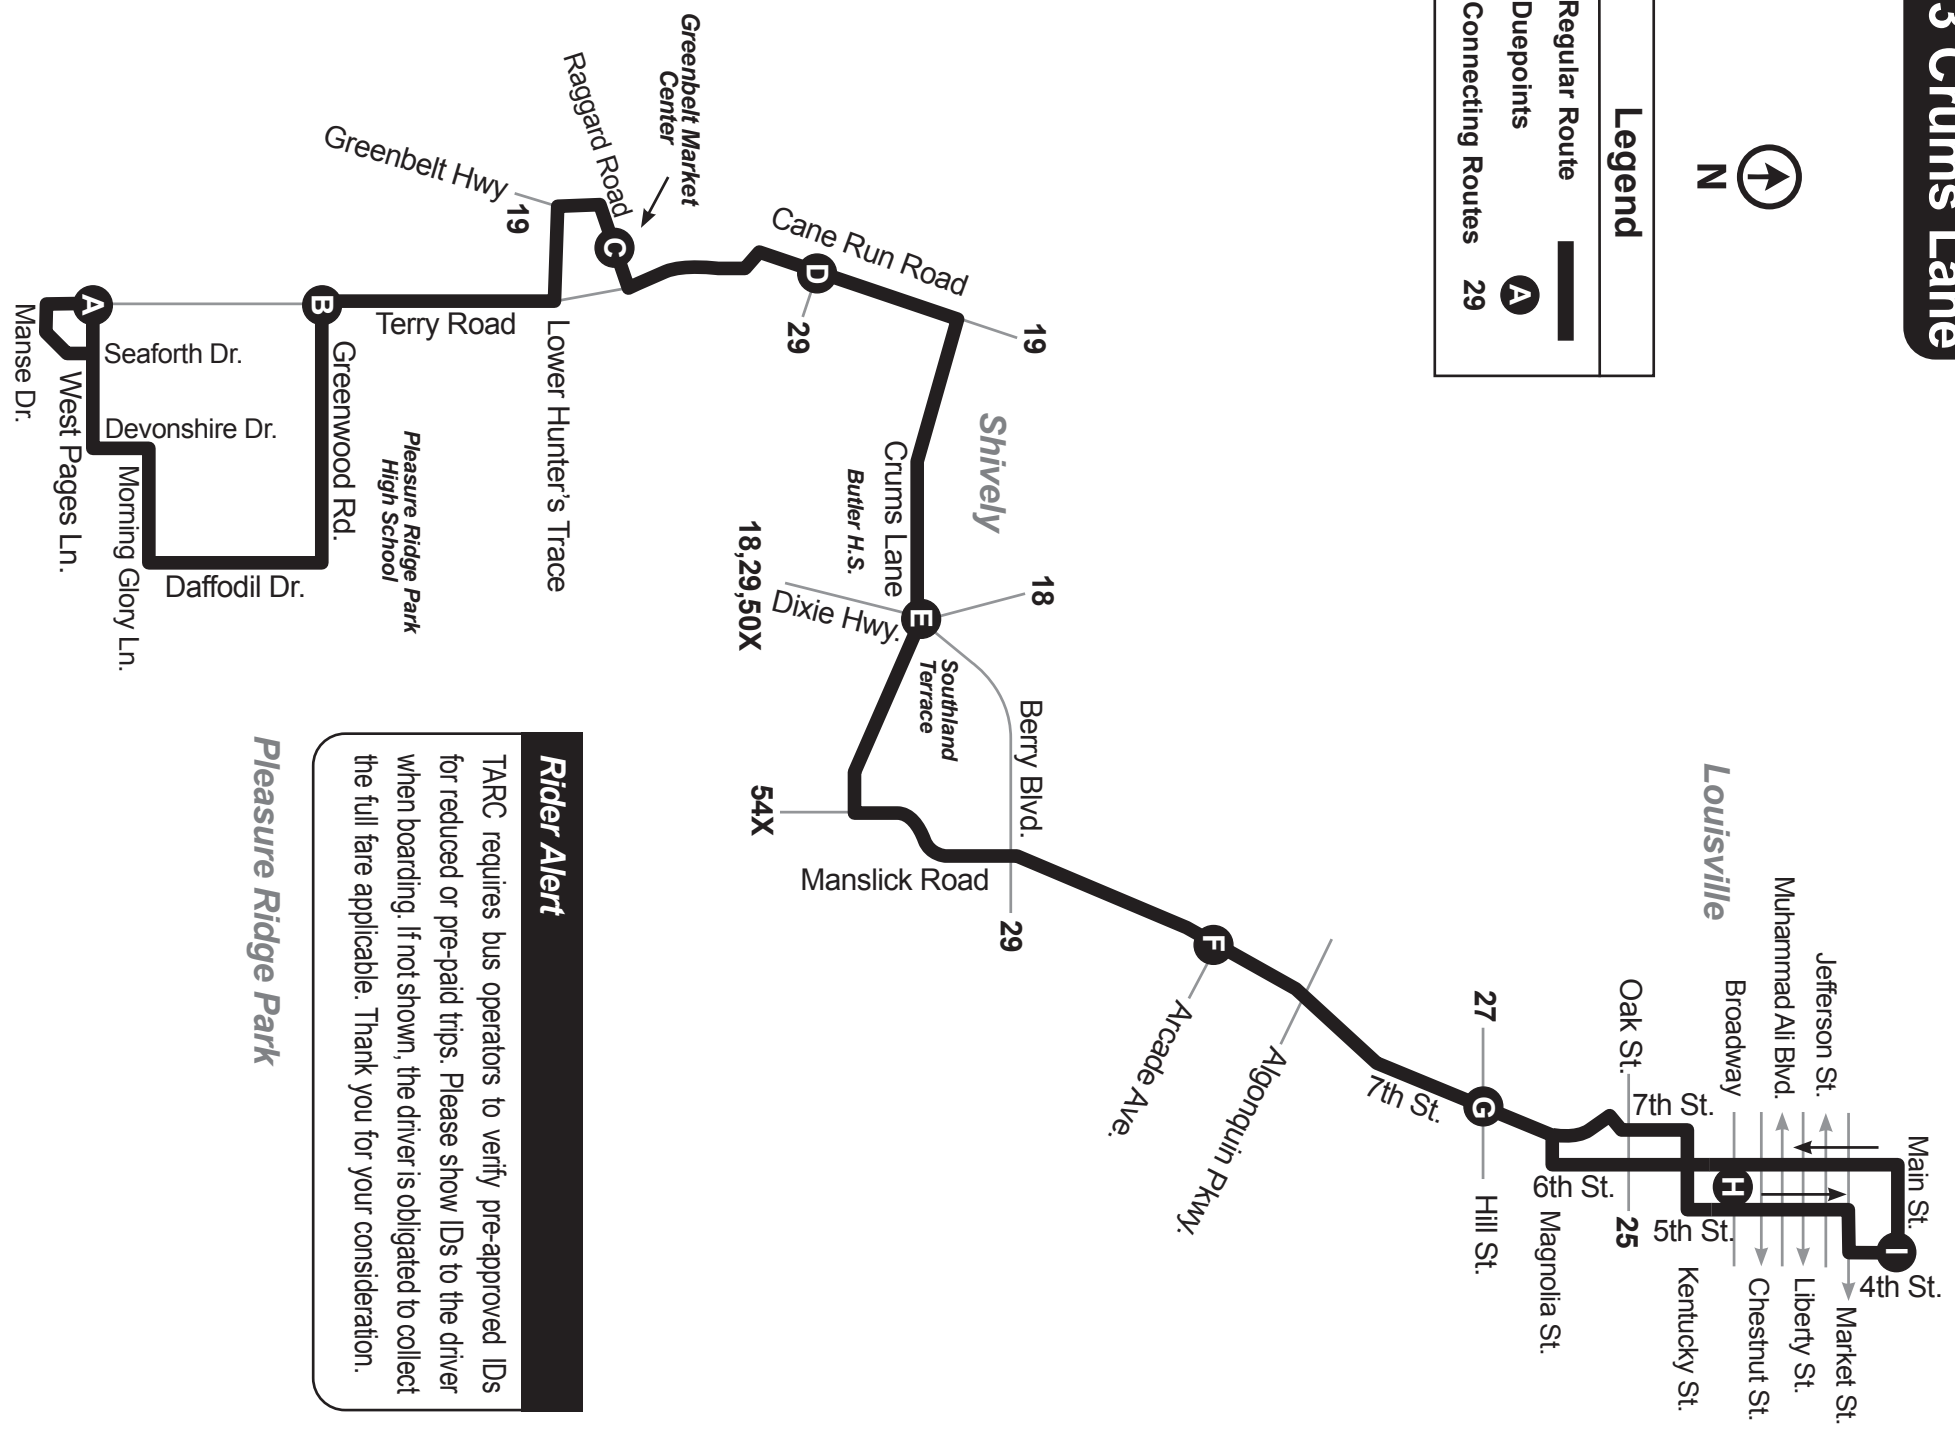 3 Crums Lane
N
Legend
Regular Route
Duepoints A
Connecting Routes 29
Louisville
Main St.
Jefferson St.
Muhammad Ali Blvd.
Broadway
Oak St.
7th St.
I
4th St.
H
5th St.
6th St.
25
Market St.
Liberty St.
Chestnut St.
Kentucky St.
Magnolia St.
27
G
Hill St.
7th St.
Algonquin Pkwy.
F
Arcade Ave.
Shively
19
18
Berry Blvd.
29
Cane Run Road
Manslick Road
Southland
Terrace
E
Crums Lane
Butler H.S.
Dixie Hwy.
18,29,50X
54X
D
29
Greenbelt Market
Center
C
Raggard Road
Greenbelt Hwy
19
Lower Hunter's Trace
Terry Road
Pleasure Ridge Park
High School
B
Greenwood Rd.
Daffodil Dr.
Seaforth Dr.
Devonshire Dr.
Morning Glory Ln.
A
West Pages Ln.
Manse Dr.
Rider Alert
TARC requires bus operators to verify pre-approved IDs
for reduced or pre-paid trips. Please show IDs to the driver
when boarding. If not shown, the driver is obligated to collect
the full fare applicable. Thank you for your consideration.
Pleasure Ridge Park